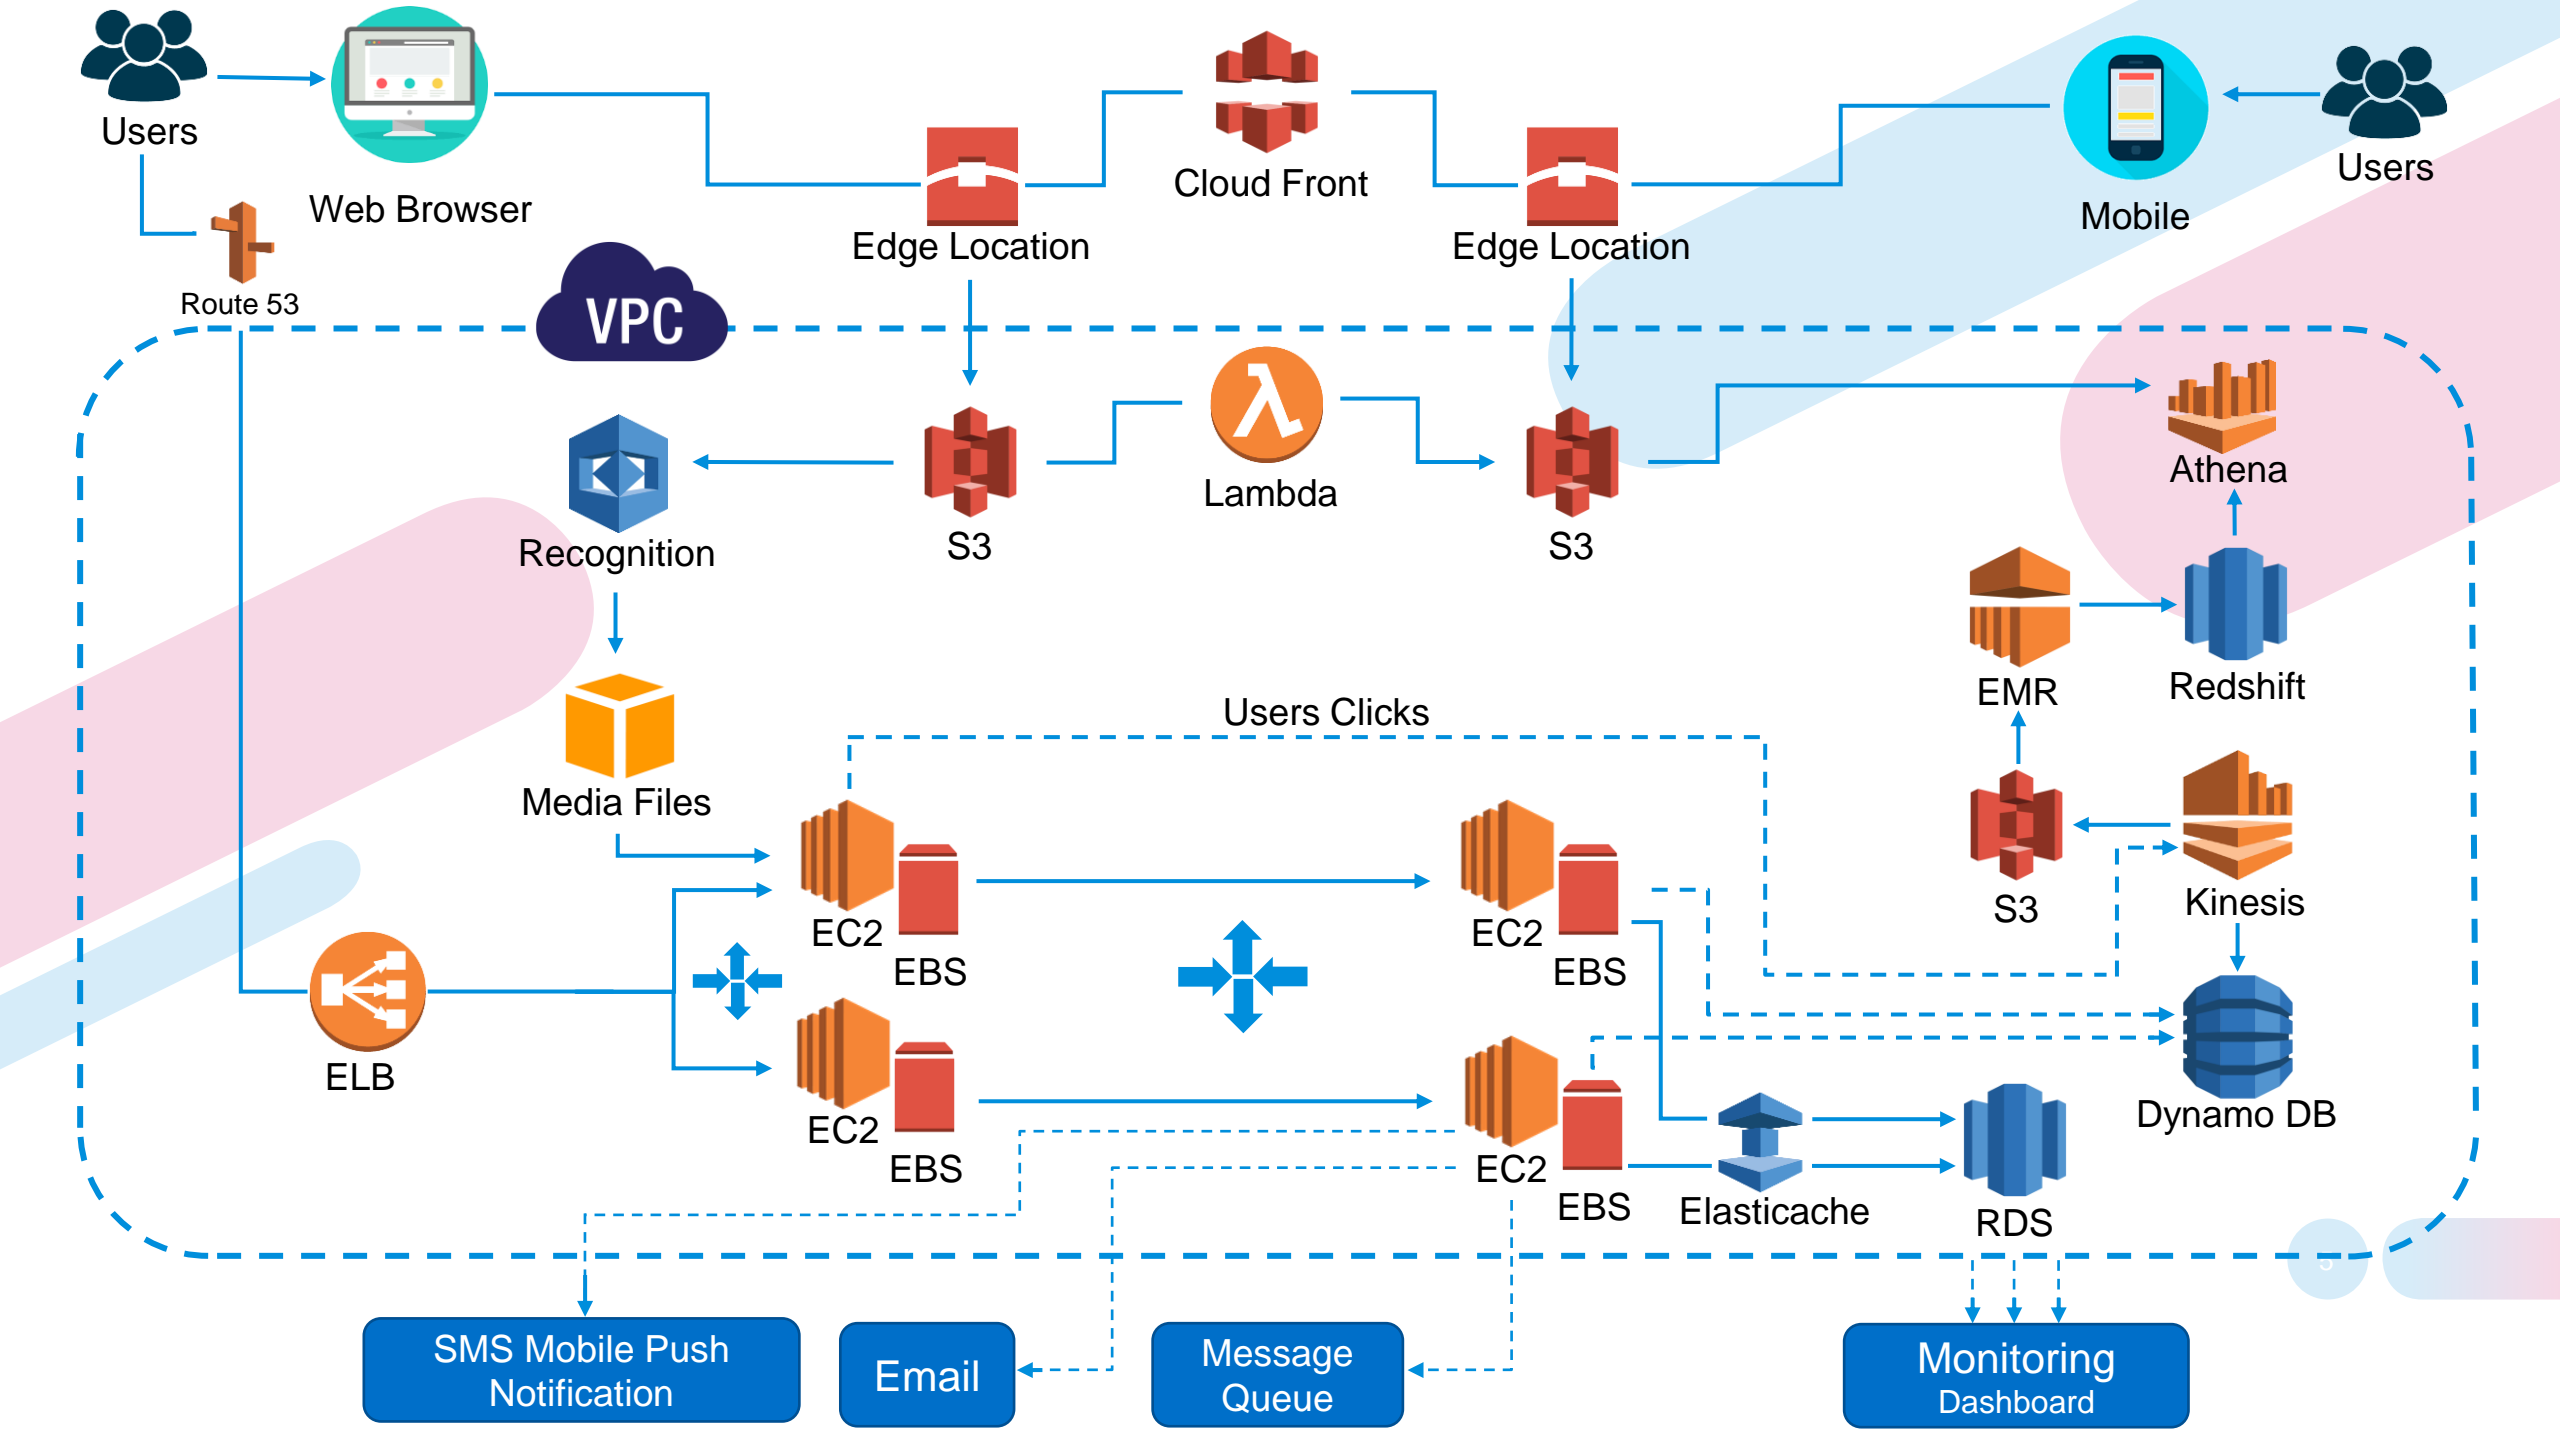 Users
Web Browser
Cloud Front
Mobile
Users
Edge Location
Edge Location
Route 53
VPC
Recognition
S3
Lambda
S3
Athena
EMR
Redshift
Users Clicks
Media Files
EC2
EBS
EC2
EBS
S3
Kinesis
ELB
EC2
EBS
EC2
EBS
Elasticache
RDS
Dynamo DB
5
SMS Mobile Push
Notification
Email
Message
Queue
Monitoring
Dashboard